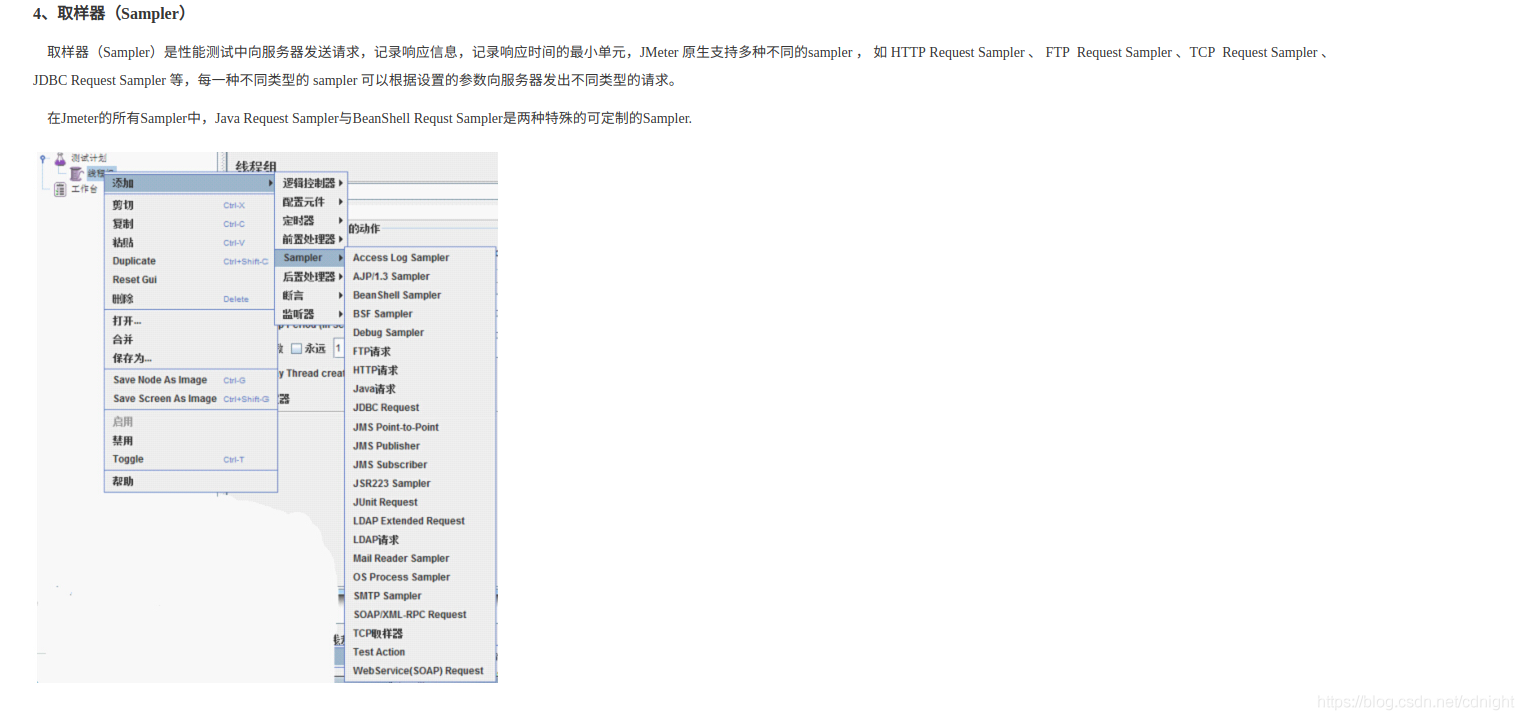 4、取样器（Sampler）
取样器（Sampler）是性能测试中向服务器发送请求，记录响应信息，记录响应时间的最小单元，JMeter 原生支持多种不同的sampler ， 如 HTTP Request Sampler 、 FTP  Request Sampler 、TCP  Request Sampler 、
JDBC Request Sampler 等，每一种不同类型的 sampler 可以根据设置的参数向服务器发出不同类型的请求。
在Jmeter的所有Sampler中，Java Request Sampler与BeanShell Requst Sampler是两种特殊的可定制的Sampler.
测试计划
工作台
线程组
添加
剪切 Ctrl-X
复制 Ctrl-C
粘贴 Ctrl-V
Duplicate Ctrl+Shift-C
Reset Gui
删除 Delete
打开...
合并
保存为...
Save Node As Image Ctrl-G
Save Screen As Image Ctrl+Shift-G
启用
禁用
Toggle Ctrl-T
帮助
逻辑控制器
配置元件
定时器
前置处理器
Sampler
后置处理器
断言
监听器
的动作
永远 1
y Thread creat
器
Access Log Sampler
AJP/1.3 Sampler
BeanShell Sampler
BSF Sampler
Debug Sampler
FTP请求
HTTP请求
Java请求
JDBC Request
JMS Point-to-Point
JMS Publisher
JMS Subscriber
JSR223 Sampler
JUnit Request
LDAP Extended Request
LDAP请求
Mail Reader Sampler
OS Process Sampler
SMTP Sampler
SOAP/XML-RPC Request
TCP取样器
Test Action
WebService(SOAP) Request
https://blog.csdn.net/cdnight